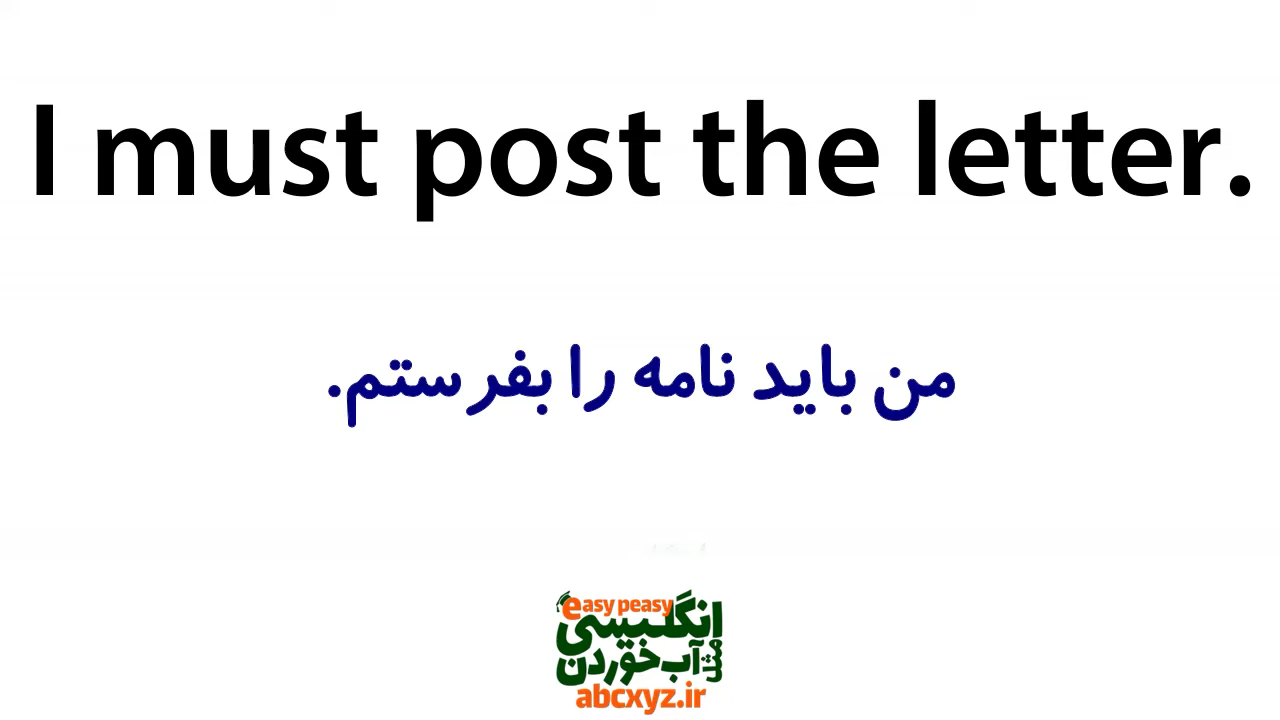 I must post the letter.
من باید نامه را بفرستم.
easy peasy
انگلیسی
مثل آب خوردن
abcxyz.ir